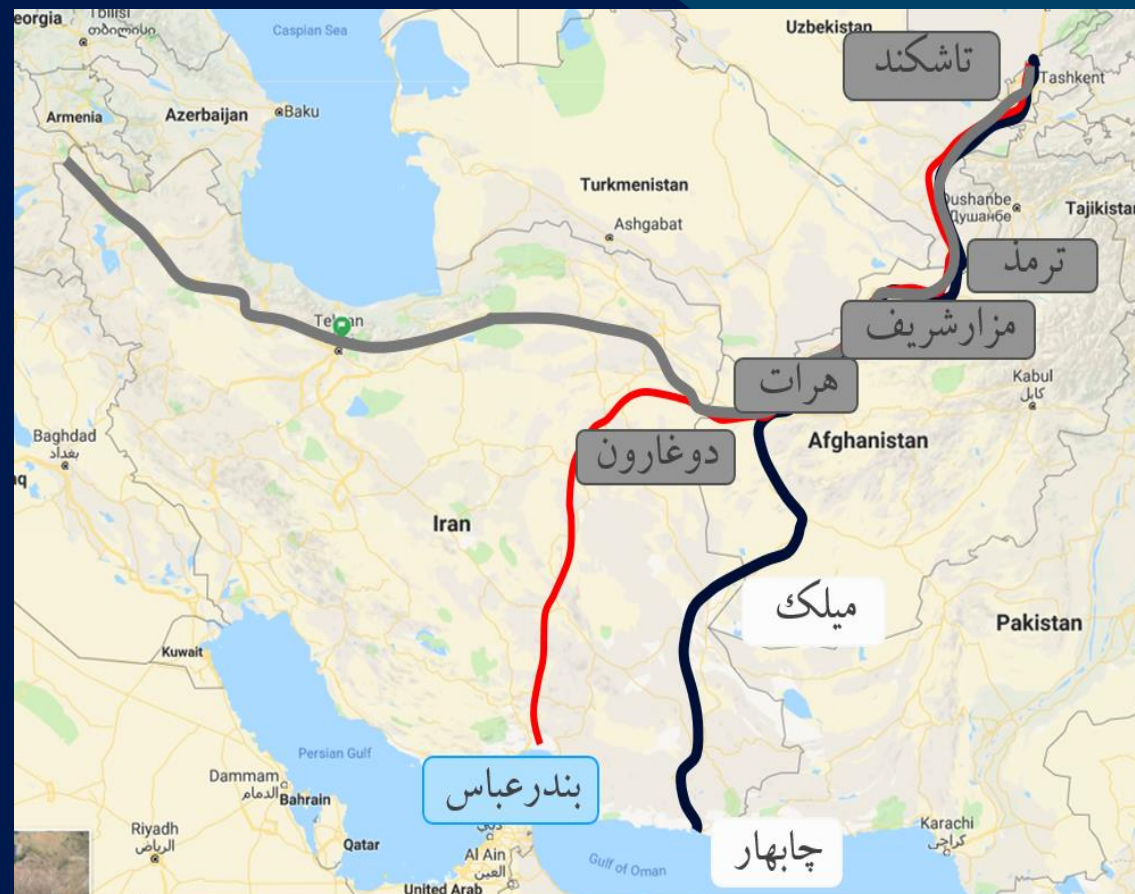 Georgia
Tbilisi
თბილისი
Caspian Sea
Uzbekistan
تاشکند
Tashkent
Armenia
Azerbaijan
Baku
Turkmenistan
Ashgabat
Dushanbe
Душанбе
Tajikistan
ترمذ
مزارشریف
هرات
Kabul
کابل
Afghanistan
دوغارون
Baghdad
بغداد
Iran
میلک
Pakistan
Kuwait
Persian Gulf
بندرعباس
Dammam
الدمام
Bahrain
چابهار
Karachi
کراچی
Riyadh
الرياض
Qatar
دبي
Al Ain
العين
Gulf of Oman
United Arab